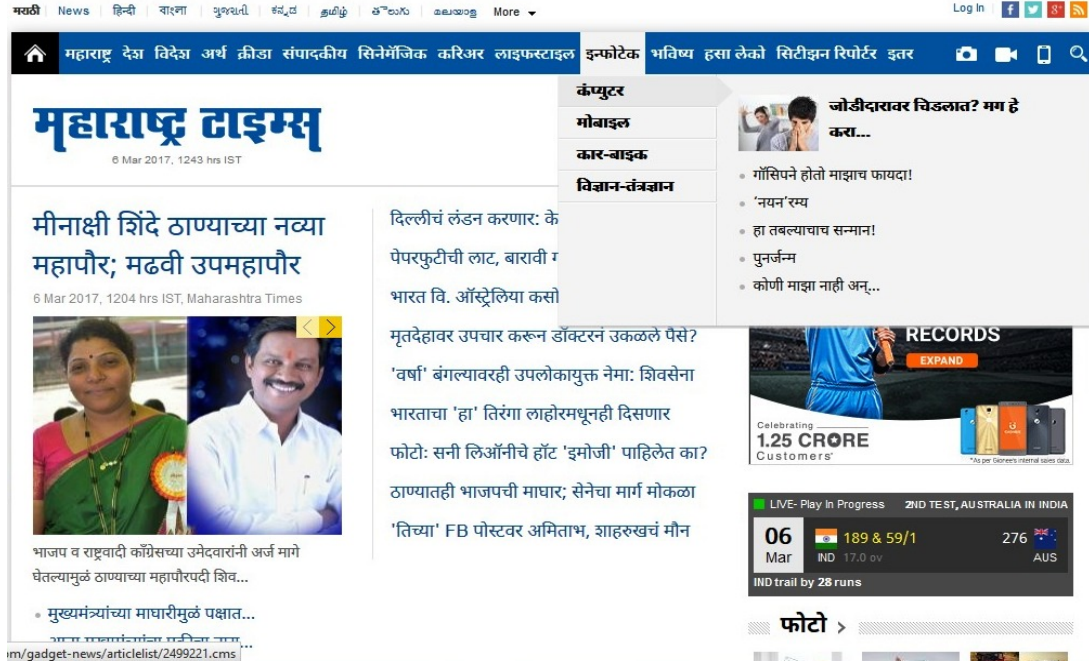 मराठी News हिन्दी বাংলা ગુજરાતી ಕನ್ನಡ தமிழ் తెలుగు മലയാളം More Log In
महाराष्ट्र देश विदेश अर्थ क्रीडा संपादकीय सिनेमॅजिक करिअर लाइफस्टाइल इन्फोटेक भविष्य हसा लेको सिटीझन रिपोर्टर इतर
महाराष्ट्र टाइम्स
6 Mar 2017, 1243 hrs IST
कंप्युटर
मोबाइल
कार-बाइक
विज्ञान-तंत्रज्ञान
जोडीदारावर चिडलात? मग हे
करा...
गॉसिपने होतो माझाच फायदा!
'नयन'रम्य
हा तबल्याचाच सन्मान!
पुनर्जन्म
कोणी माझा नाही अन्...
मीनाक्षी शिंदे ठाण्याच्या नव्या
महापौर; मढवी उपमहापौर
6 Mar 2017, 1204 hrs IST, Maharashtra Times
भाजप व राष्ट्रवादी काँग्रेसच्या उमेदवारांनी अर्ज मागे
घेतल्यामुळं ठाण्याच्या महापौरपदी शिव...
मुख्यमंत्र्यांच्या माघारीमुळं पक्षात...
om/gadget-news/articlelist/2499221.cms
दिल्लीचं लंडन करणार: के
पेपरफुटीची लाट, बारावी
भारत वि. ऑस्ट्रेलिया कसो
मृतदेहावर उपचार करून डॉक्टरनं उकळले पैसे?
'वर्षा' बंगल्यावरही उपलोकायुक्त नेमा: शिवसेना
भारताचा 'हा' तिरंगा लाहोरमधूनही दिसणार
फोटो: सनी लिऑनीचे हॉट 'इमोजी' पाहिलेत का?
ठाण्यातही भाजपची माघार; सेनेचा मार्ग मोकळा
'तिच्या' FB पोस्टवर अमिताभ, शाहरुखचं मौन
RECORDS
EXPAND
Celebrating
1.25 CRORE
Customers*
*As per Gionee's internal sales data.
LIVE- Play In Progress 2ND TEST, AUSTRALIA IN INDIA
06 189 & 59/1 276
Mar IND 17.0 ov AUS
IND trail by 28 runs
फोटो